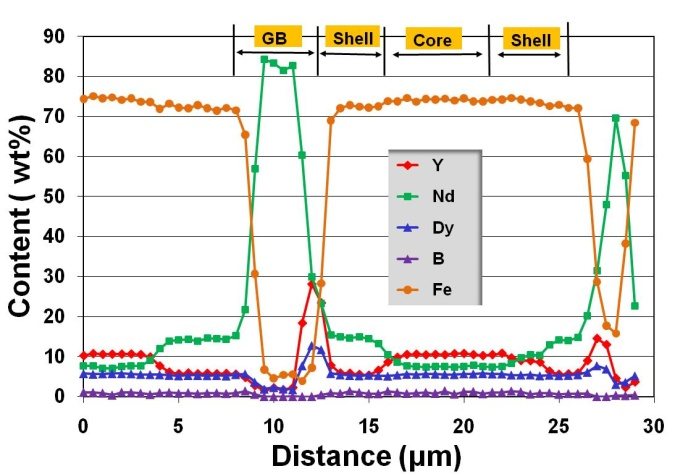 GB Shell Core Shell
90
80
70
60
50
40
30
20
10
0
Content ( wt%)
Y
Nd
Dy
B
Fe
0 5 10 15 20 25 30
Distance (μm)